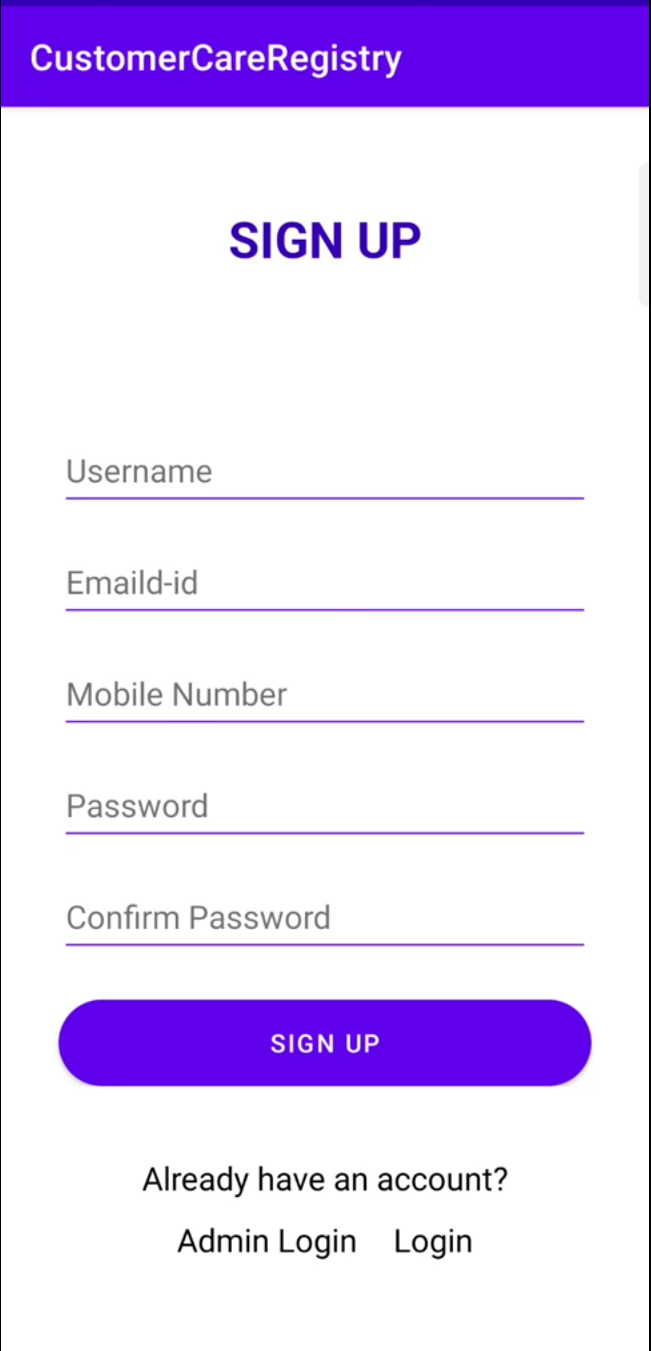 CustomerCareRegistry
SIGN UP
Username
Emaild-id
Mobile Number
Password
Confirm Password
SIGN UP
Already have an account?
Admin Login Login